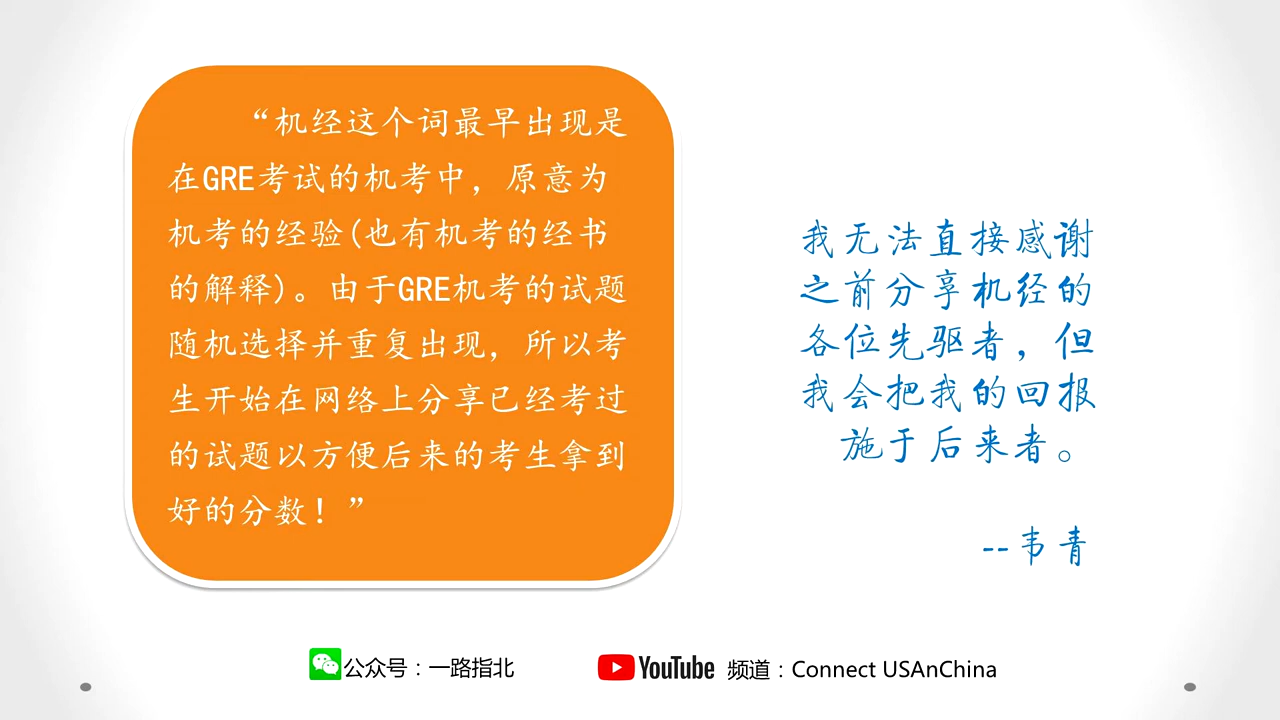 “机经这个词最早出现是
在GRE考试的机考中，原意为
机考的经验(也有机考的经书
的解释)。由于GRE机考的试题
随机选择并重复出现，所以考
生开始在网络上分享已经考过
的试题以方便后来的考生拿到
好的分数！”
我无法直接感谢
之前分享机经的
各位先驱者，但
我会把我的回报
施于后来者。
--韦青
公众号：一路指北
YouTube 频道：Connect USAnChina